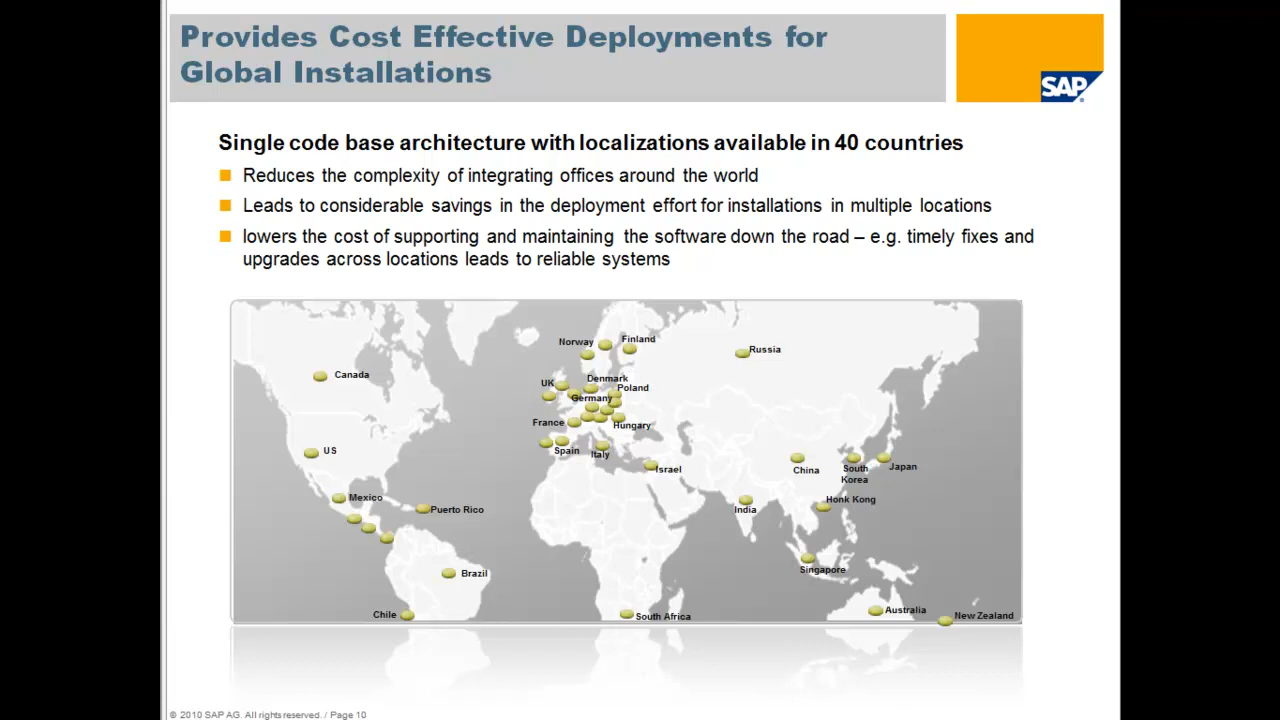 Provides Cost Effective Deployments for
Global Installations
SAP
Single code base architecture with localizations available in 40 countries
Reduces the complexity of integrating offices around the world
Leads to considerable savings in the deployment effort for installations in multiple locations
lowers the cost of supporting and maintaining the software down the road – e.g. timely fixes and
upgrades across locations leads to reliable systems
Norway
Finland
Russia
Canada
UK
Denmark
Poland
Germany
France
Hungary
US
Spain
Italy
Israel
China
South
Korea
Japan
Mexico
Puerto Rico
India
Honk Kong
Singapore
Brazil
Chile
South Africa
Australia
New Zealand
© 2010 SAP AG. All rights reserved. / Page 10